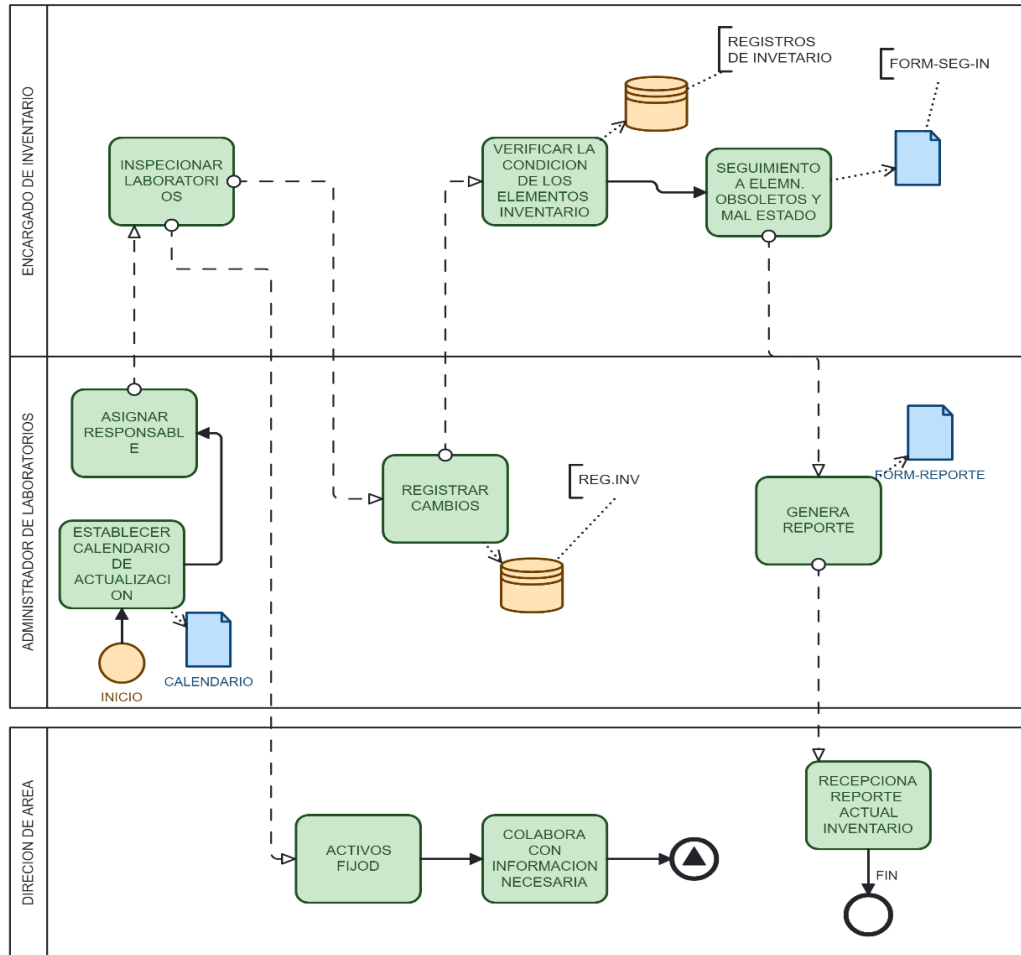 ENCARGADO DE INVENTARIO
INSPECIONAR
LABORATORI
OS
VERIFICAR LA
CONDICION
DE LOS
ELEMENTOS
INVENTARIO
REGISTROS
DE INVETARIO
SEGUIMIENTO
A ELEMN.
OBSOLETOS Y
MAL ESTADO
FORM-SEG-IN
ADMINISTRADOR DE LABORATORIOS
ASIGNAR
RESPONSABL
E
ESTABLECER
CALENDARIO
DE
ACTUALIZACI
ON
INICIO
CALENDARIO
REGISTRAR
CAMBIOS
REG.INV
GENERA
REPORTE
FORM-REPORTE
DIRECION DE AREA
ACTIVOS
FIJOD
COLABORA
CON
INFORMACION
NECESARIA
RECEPCIONA
REPORTE
ACTUAL
INVENTARIO
FIN